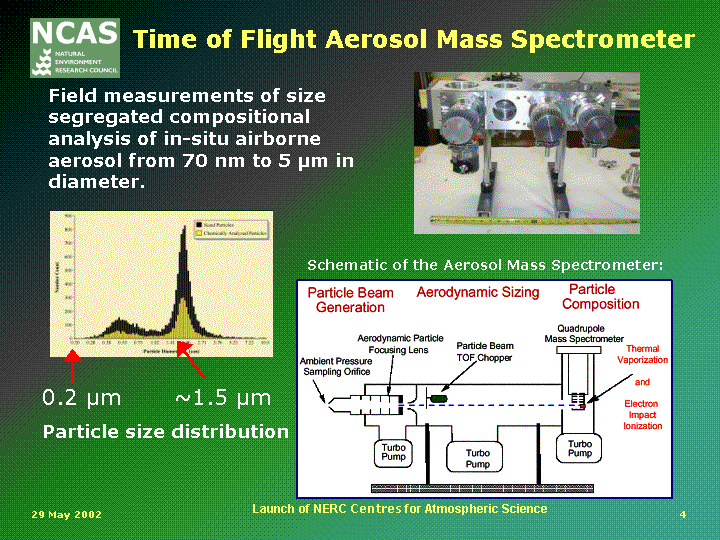 NCAS
NATURAL
ENVIRONMENT
RESEARCH COUNCIL
Time of Flight Aerosol Mass Spectrometer
Field measurements of size
segregated compositional
analysis of in-situ airborne
aerosol from 70 nm to 5 µm in
diameter.
Sized Particles
Chemically Analyzed Particles
Number Count
Particle Diameter
0.2 µm
~1.5 µm
Particle size distribution
Schematic of the Aerosol Mass Spectrometer:
Particle Beam
Generation
Aerodynamic Sizing
Particle
Composition
Quadrupole
Mass Spectrometer
Aerodynamic Particle
Focusing Lens
Particle Beam
TOF Chopper
Thermal
Vaporization
and
Electron
Impact
Ionization
Ambient Pressure
Sampling Orifice
Turbo
Pump
Turbo
Pump
Turbo
Pump
29 May 2002
Launch of NERC Centres for Atmospheric Science
4